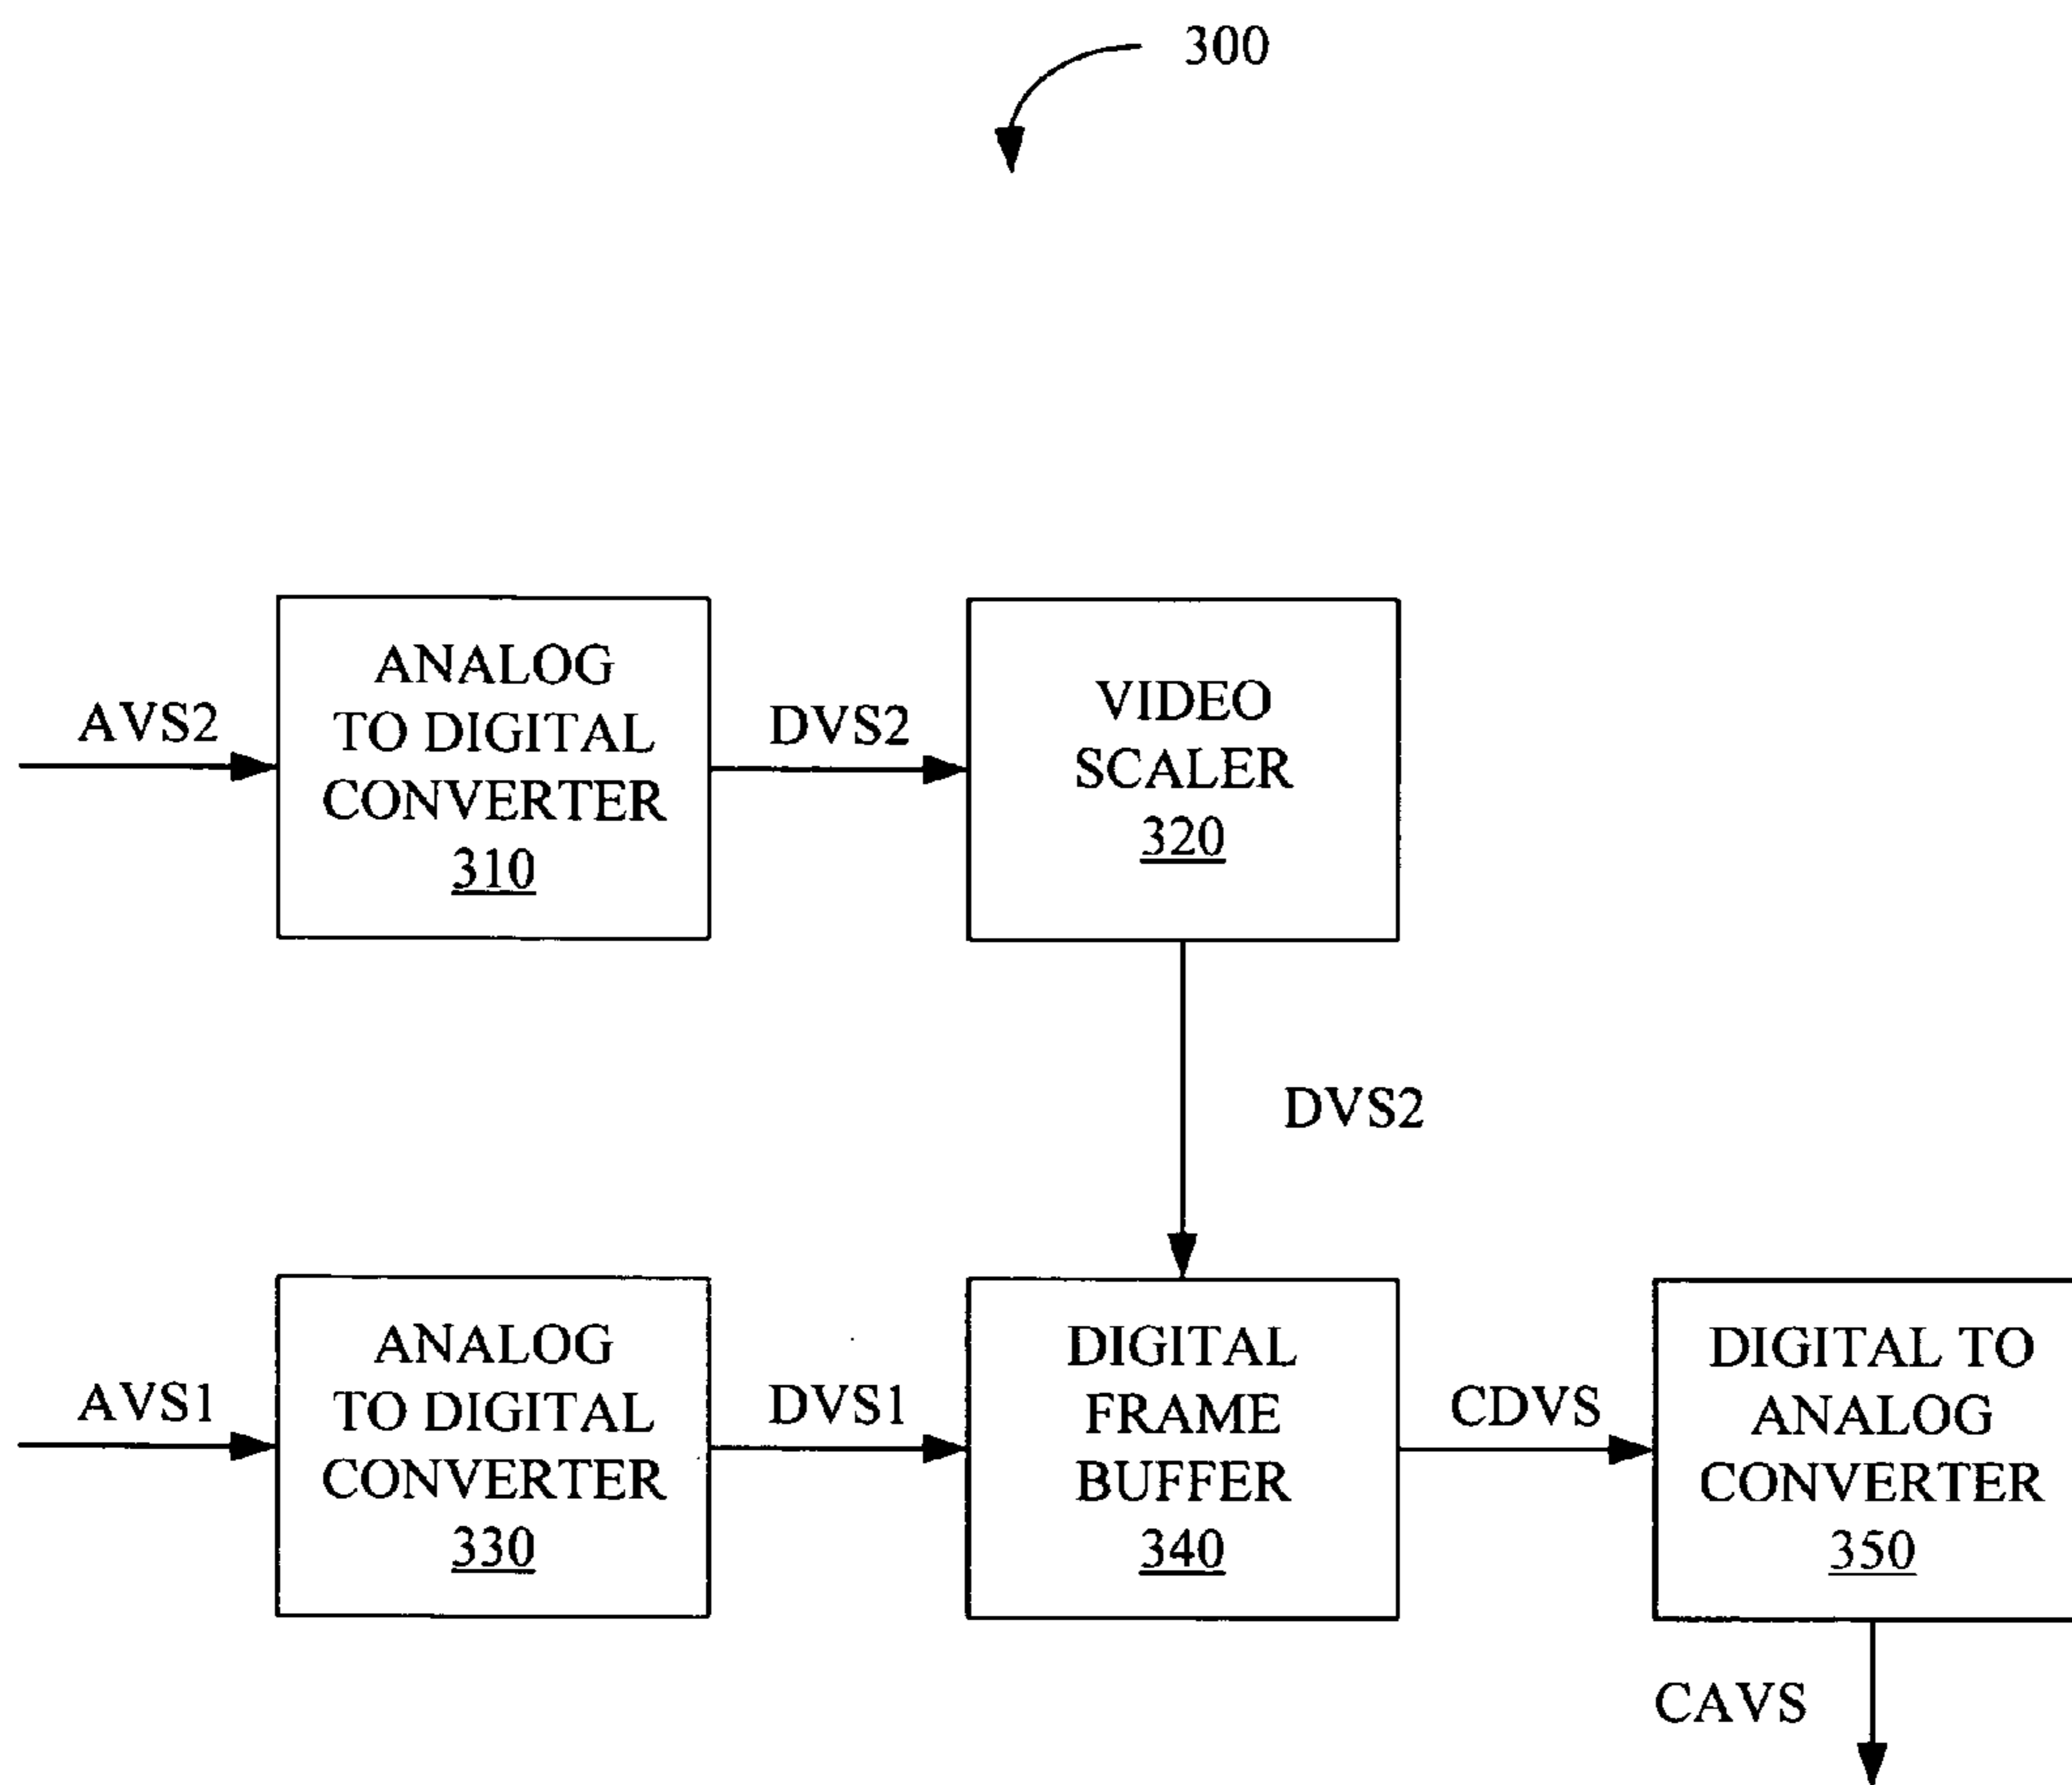 300
AVS2
ANALOG
TO DIGITAL
CONVERTER
310
DVS2
VIDEO
SCALER
320
DVS2
AVS1
ANALOG
TO DIGITAL
CONVERTER
330
DVS1
DIGITAL
FRAME
BUFFER
340
CDVS
DIGITAL TO
ANALOG
CONVERTER
350
CAVS